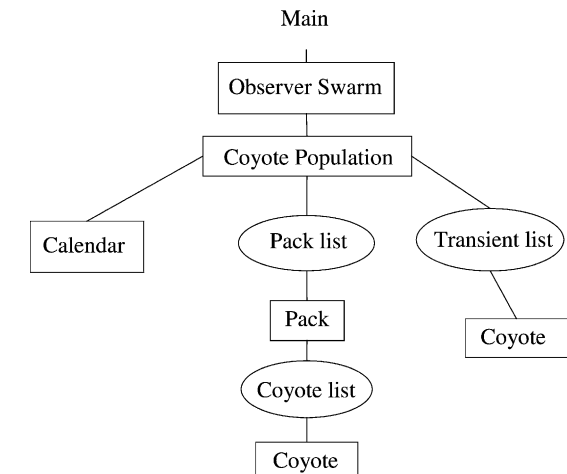 Main
Observer Swarm
Coyote Population
Calendar
Pack list
Transient list
Pack
Coyote
Coyote list
Coyote